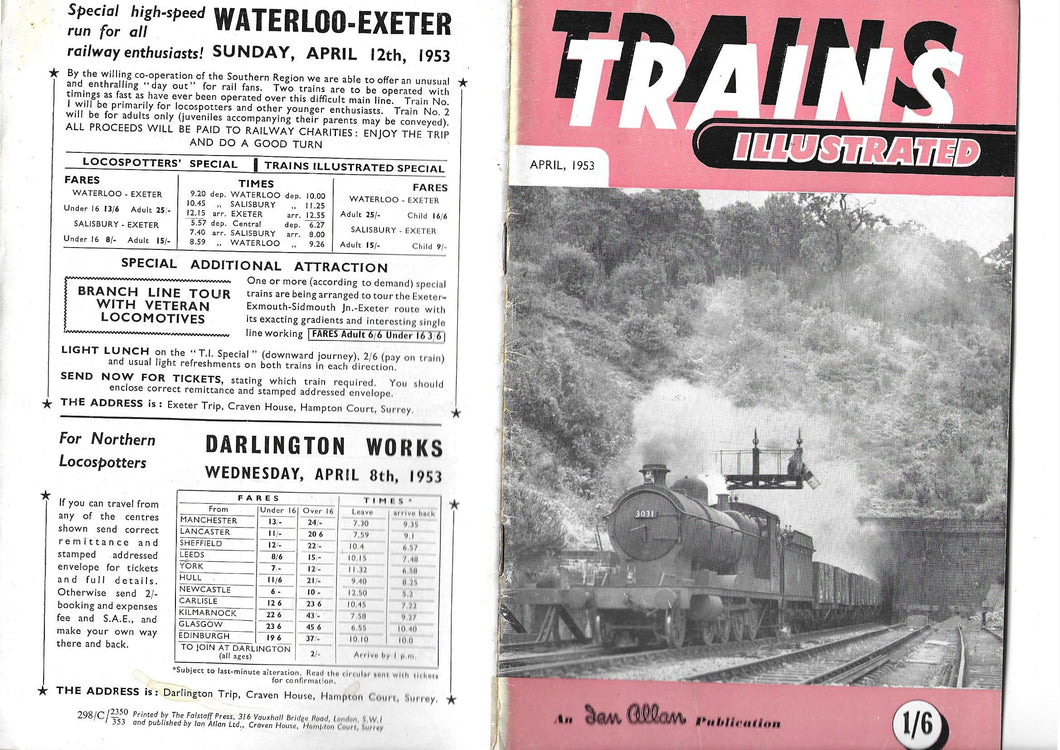 Special high-speed
run for all
railway enthusiasts!
WATERLOO-EXETER
SUNDAY, APRIL 12th, 1953
By the willing co-operation of the Southern Region we are able to offer an unusual
and enthralling "day out" for rail fans. Two trains are to be operated with
timings as fast as have ever been operated over this difficult main line. Train No.
1 will be primarily for locospotters and other younger enthusiasts. Train No. 2
will be for adults only (juveniles accompanying their parents may be conveyed).
ALL PROCEEDS WILL BE PAID TO RAILWAY CHARITIES: ENJOY THE TRIP
AND DO A GOOD TURN
LOCOSPOTTERS' SPECIAL | TRAINS ILLUSTRATED SPECIAL
FARES
WATERLOO - EXETER
Under 16 13/6 Adult 25/-
SALISBURY - EXETER
Under 16 8/- Adult 15/-
TIMES
9.20 dep. WATERLOO dep. 10.00
10.45 „ SALISBURY „ 11.25
12.15 arr. EXETER arr. 12.55
5.57 dep. Central dep. 6.27
7.40 arr. SALISBURY arr. 8.00
8.59 „ WATERLOO „ 9.26
FARES
WATERLOO - EXETER
Adult 25/- Child 16/6
SALISBURY - EXETER
Adult 15/- Child 9/-
SPECIAL ADDITIONAL ATTRACTION
BRANCH LINE TOUR
WITH VETERAN
LOCOMOTIVES
One or more (according to demand) special
trains are being arranged to tour the Exeter-
Exmouth-Sidmouth Jn.-Exeter route with
its exacting gradients and interesting single
line working FARES Adult 6/6 Under 16 3/6
LIGHT LUNCH on the "T.I. Special" (downward journey), 2/6 (pay on train)
and usual light refreshments on both trains in each direction.
SEND NOW FOR TICKETS, stating which train required. You should
enclose correct remittance and stamped addressed envelope.
THE ADDRESS is: Exeter Trip, Craven House, Hampton Court, Surrey.
For Northern
Locospotters
DARLINGTON WORKS
WEDNESDAY, APRIL 8th, 1953
If you can travel from
any of the centres
shown send correct
remittance and
stamped addressed
envelope for tickets
and full details.
Otherwise send 2/-
booking and expenses
fee and S.A.E., and
make your own way
there and back.
FARES TIMES*
From Under 16 Over 16 Leave arrive back
MANCHESTER 13/- 24/- 7.30 9.35
LANCASTER 11/- 20 6 7.59 9.1
SHEFFIELD 12/- 22/- 10.4 6.57
LEEDS 8/6 15/- 10.15 7.48
YORK 7/- 12/- 11.32 6.58
HULL 11/6 21/- 9.40 8.25
NEWCASTLE 6 - 10 - 12.50 5.2
CARLISLE 12 6 23 6 10.45 7.22
KILMARNOCK 22 6 43/- 7.58 9.27
GLASGOW 23 6 45 6 6.55 10.40
EDINBURGH 19 6 37/- 10.10 10.0
TO JOIN AT DARLINGTON
(all ages) 2/- Arrive by 1 p.m.
*Subject to last-minute alteration. Read the circular sent with tickets
for confirmation.
THE ADDRESS is: Darlington Trip, Craven House, Hampton Court, Surrey.
298/C/2350/353 Printed by The Falstaff Press, 316 Vauxhall Bridge Road, London, S.W.1
and published by Ian Allan Ltd., Craven House, Hampton Court, Surrey
TRAINS
ILLUSTRATED
APRIL, 1953
3031
An Ian Allan Publication
1/6